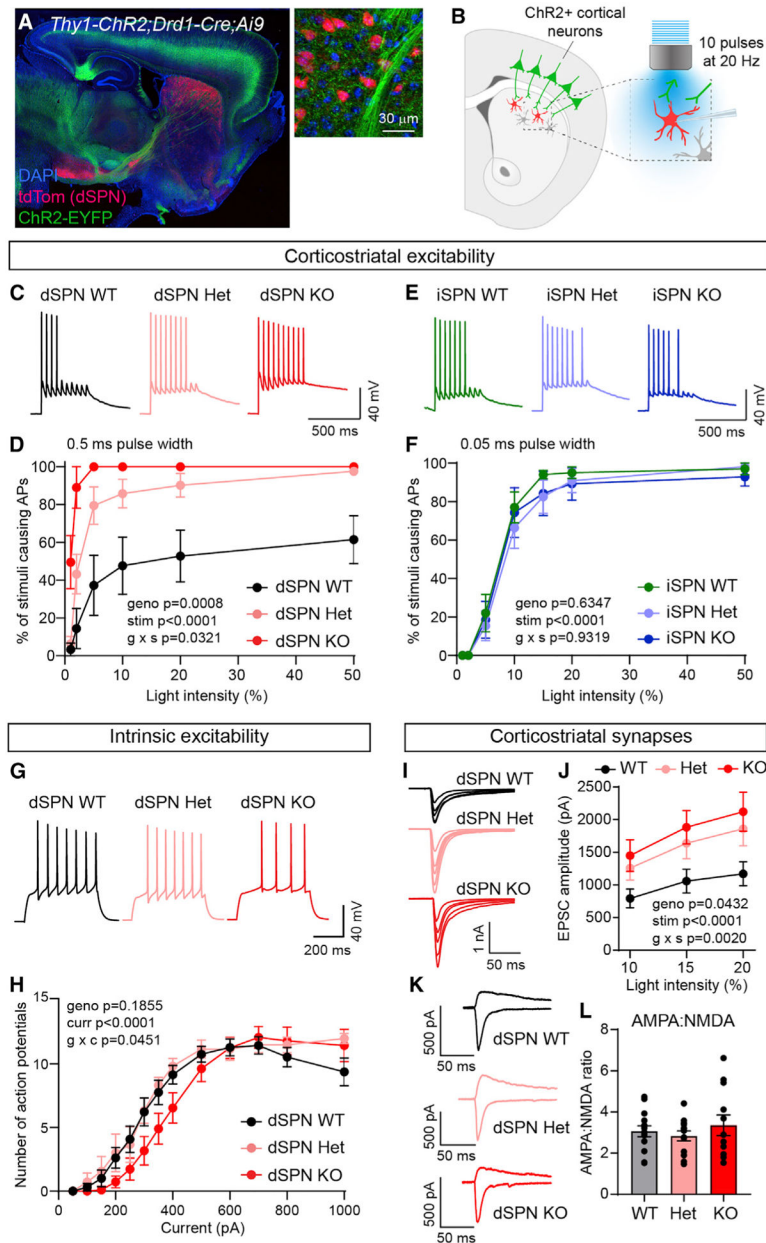 A
Thy1-ChR2;Drd1-Cre;Ai9
DAPI
tdTom (dSPN)
ChR2-EYFP
30 μm
B
ChR2+ cortical
neurons
10 pulses
at 20 Hz
Corticostriatal excitability
C
dSPN WT
dSPN Het
dSPN KO
40 mV
500 ms
E
iSPN WT
iSPN Het
iSPN KO
40 mV
500 ms
D
0.5 ms pulse width
% of stimuli causing APs
100
80
60
40
20
0
geno p=0.0008
stim p<0.0001
g x s p=0.0321
dSPN WT
dSPN Het
dSPN KO
0 10 20 30 40 50
Light intensity (%)
F
0.05 ms pulse width
% of stimuli causing APs
100
80
60
40
20
0
geno p=0.6347
stim p<0.0001
g x s p=0.9319
iSPN WT
iSPN Het
iSPN KO
0 10 20 30 40 50
Light intensity (%)
Intrinsic excitability
G
dSPN WT
dSPN Het
dSPN KO
40 mV
200 ms
H
geno p=0.1855
curr p<0.0001
g x c p=0.0451
Number of action potentials
15
10
5
0
dSPN WT
dSPN Het
dSPN KO
0 200 400 600 800 1000
Current (pA)
Corticostriatal synapses
I
dSPN WT
dSPN Het
dSPN KO
1 nA
50 ms
J
WT Het KO
EPSC amplitude (pA)
2500
2000
1500
1000
500
0
geno p=0.0432
stim p<0.0001
g x s p=0.0020
10 15 20
Light intensity (%)
K
500 pA
dSPN WT
500 pA
dSPN Het
500 pA
dSPN KO
50 ms
L
AMPA:NMDA
AMPA:NMDA ratio
8
6
4
2
0
WT Het KO